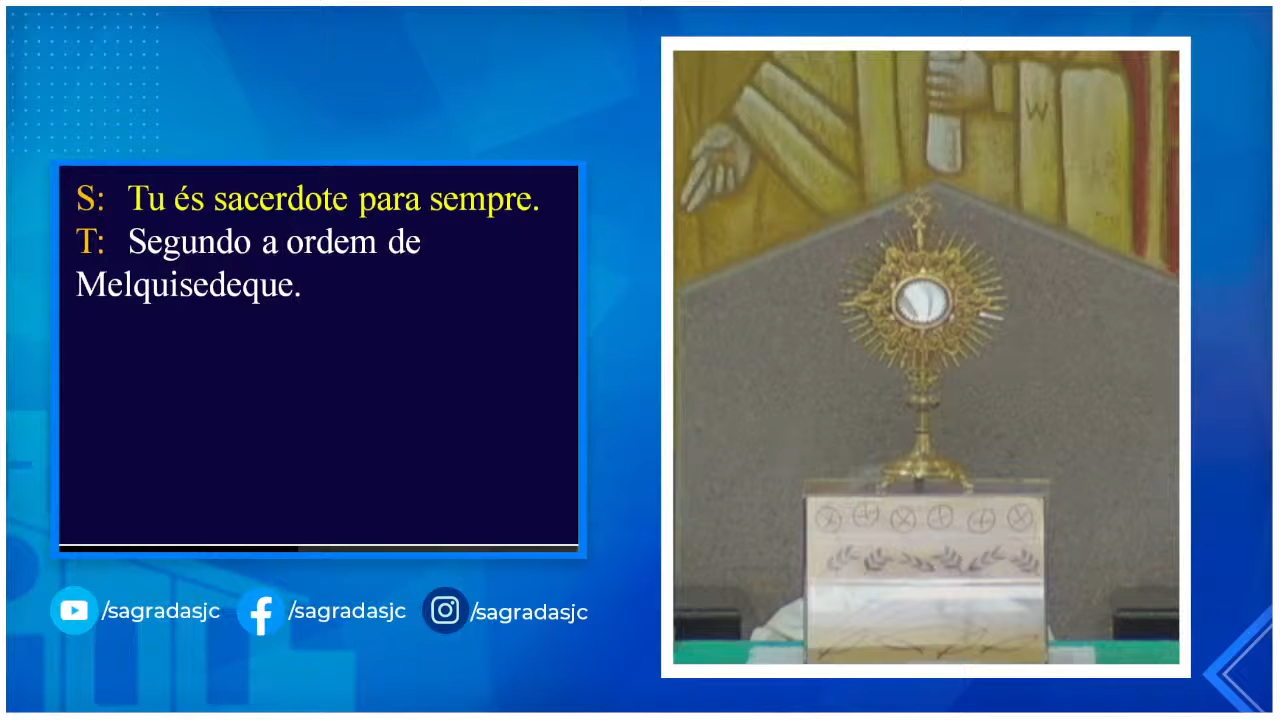 S: Tu és sacerdote para sempre.
T: Segundo a ordem de
Melquisedeque.
/sagradasjc /sagradasjc /sagradasjc
W